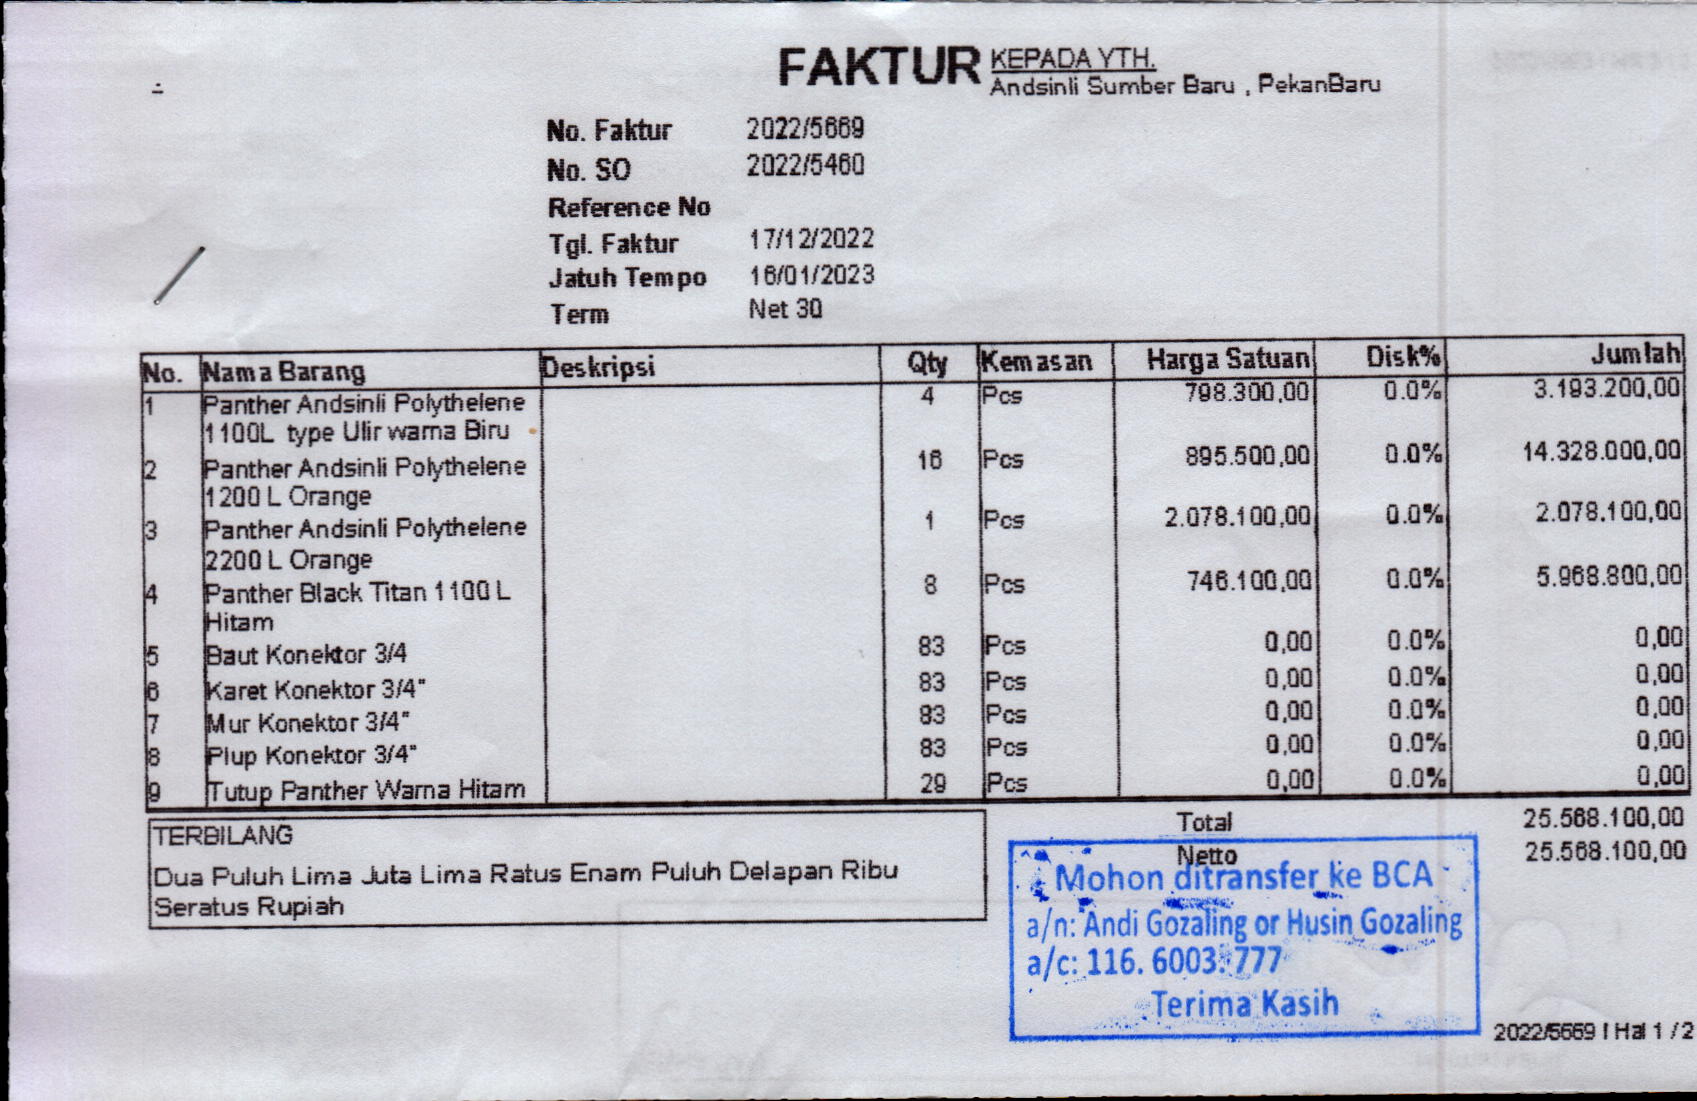 FAKTUR KEPADA YTH.
Andsinli Sumber Baru , PekanBaru
No. Faktur 2022/5669
No. SO 2022/5460
Reference No
Tgl. Faktur 17/12/2022
Jatuh Tempo 16/01/2023
Term Net 30
No. Nama Barang Deskripsi Qty Kemasan Harga Satuan Disk% Jumlah
1 Panther Andsinli Polythelene 4 Pcs 798.300,00 0.0% 3.193.200,00
1100L type Ulir warna Biru
2 Panther Andsinli Polythelene 16 Pcs 895.500,00 0.0% 14.328.000,00
1200 L Orange
3 Panther Andsinli Polythelene 1 Pcs 2.078.100,00 0.0% 2.078.100,00
2200 L Orange
4 Panther Black Titan 1100 L 8 Pcs 746.100,00 0.0% 5.968.800,00
Hitam
5 Baut Konektor 3/4 83 Pcs 0,00 0.0% 0,00
6 Karet Konektor 3/4" 83 Pcs 0,00 0.0% 0,00
7 Mur Konektor 3/4" 83 Pcs 0,00 0.0% 0,00
8 Plup Konektor 3/4" 83 Pcs 0,00 0.0% 0,00
9 Tutup Panther Warna Hitam 29 Pcs 0,00 0.0% 0,00
Total 25.568.100,00
Netto 25.568.100,00
TERBILANG
Dua Puluh Lima Juta Lima Ratus Enam Puluh Delapan Ribu
Seratus Rupiah
Mohon ditransfer ke BCA
a/n: Andi Gozaling or Husin Gozaling
a/c: 116. 6003. 777
Terima Kasih
2022/5669 I Hal 1 / 2